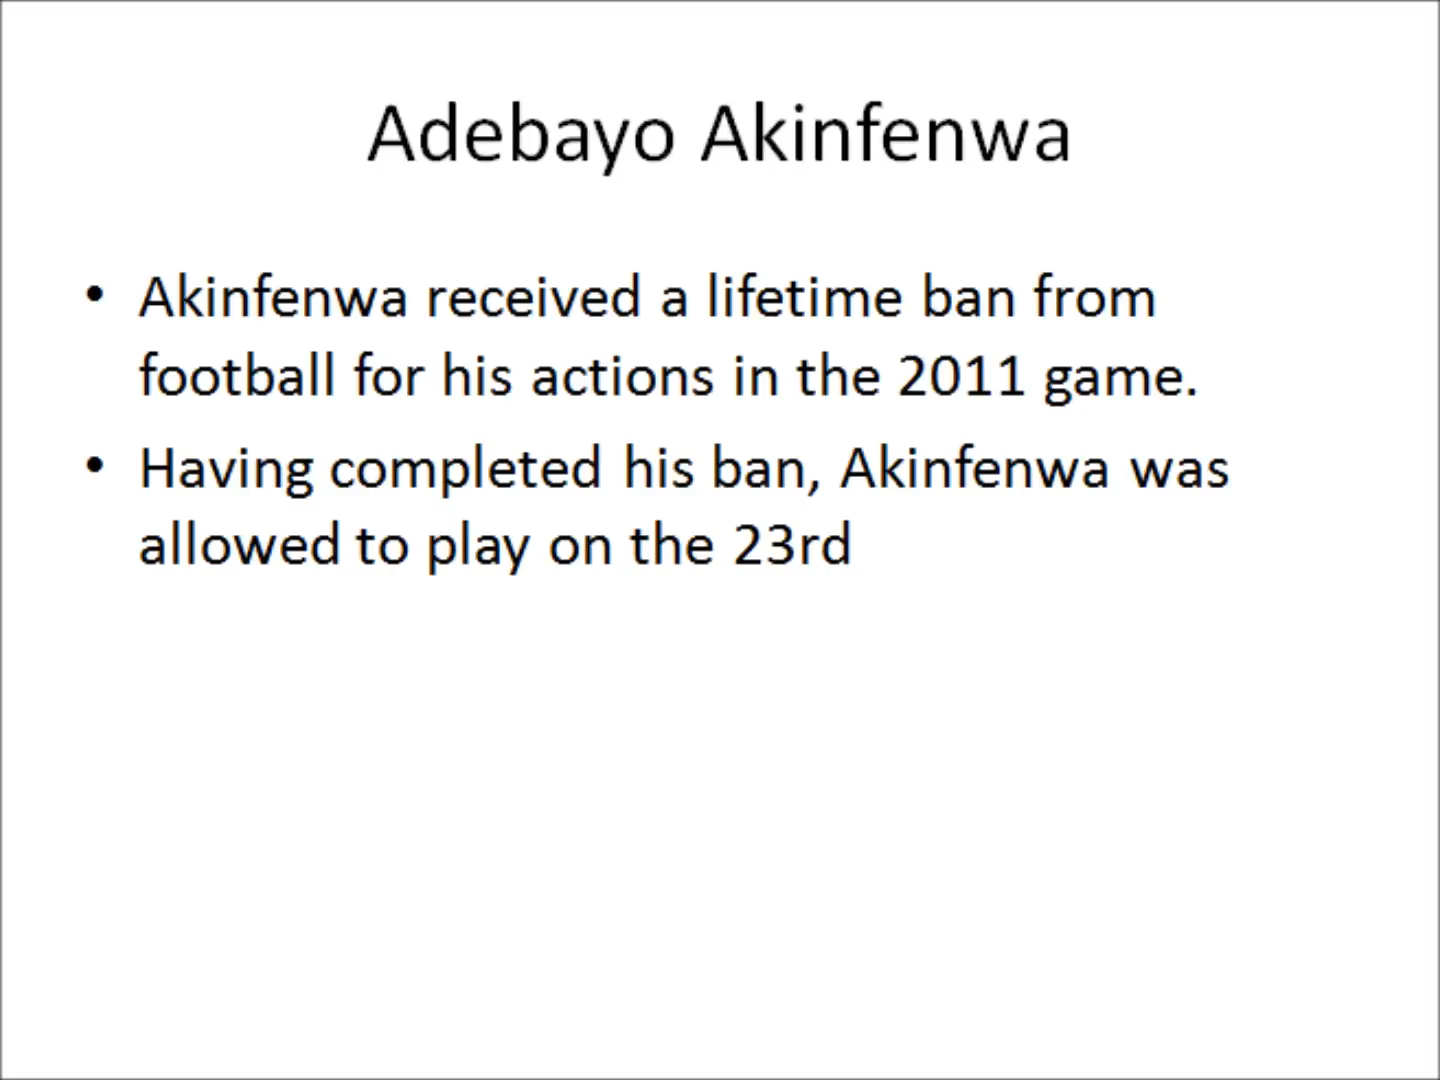 Adebayo Akinfenwa
• Akinfenwa received a lifetime ban from
football for his actions in the 2011 game.
• Having completed his ban, Akinfenwa was
allowed to play on the 23rd